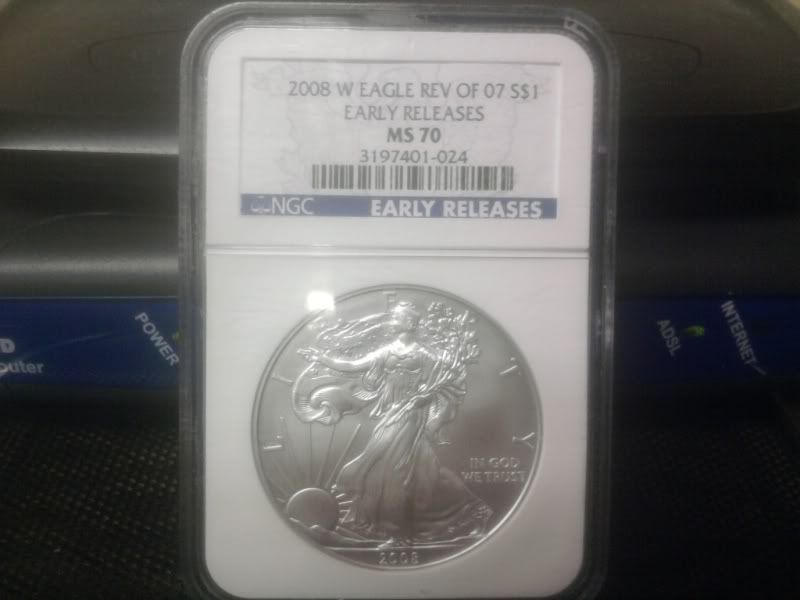 2008 W EAGLE REV OF 07 S$1
EARLY RELEASES
MS 70
3197401-024
NGC EARLY RELEASES
L I E T Y
IN GOD
WE TRUST
2008
POWER
ADSL
INTERNET
D
outer